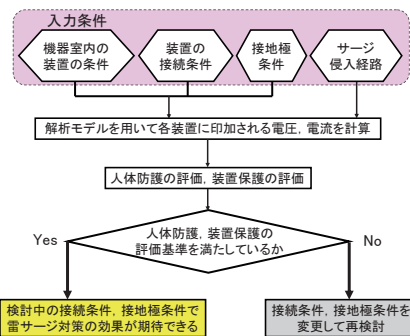 入力条件
機器室内の
装置の条件
装置の
接続条件
接地極
条件
サージ
侵入経路
解析モデルを用いて各装置に印加される電圧，電流を計算
人体防護の評価，装置保護の評価
人体防護，装置保護の
評価基準を満たしているか
Yes
No
検討中の接続条件，接地極条件で
雷サージ対策の効果が期待できる
接続条件，接地極条件を
変更して再検討